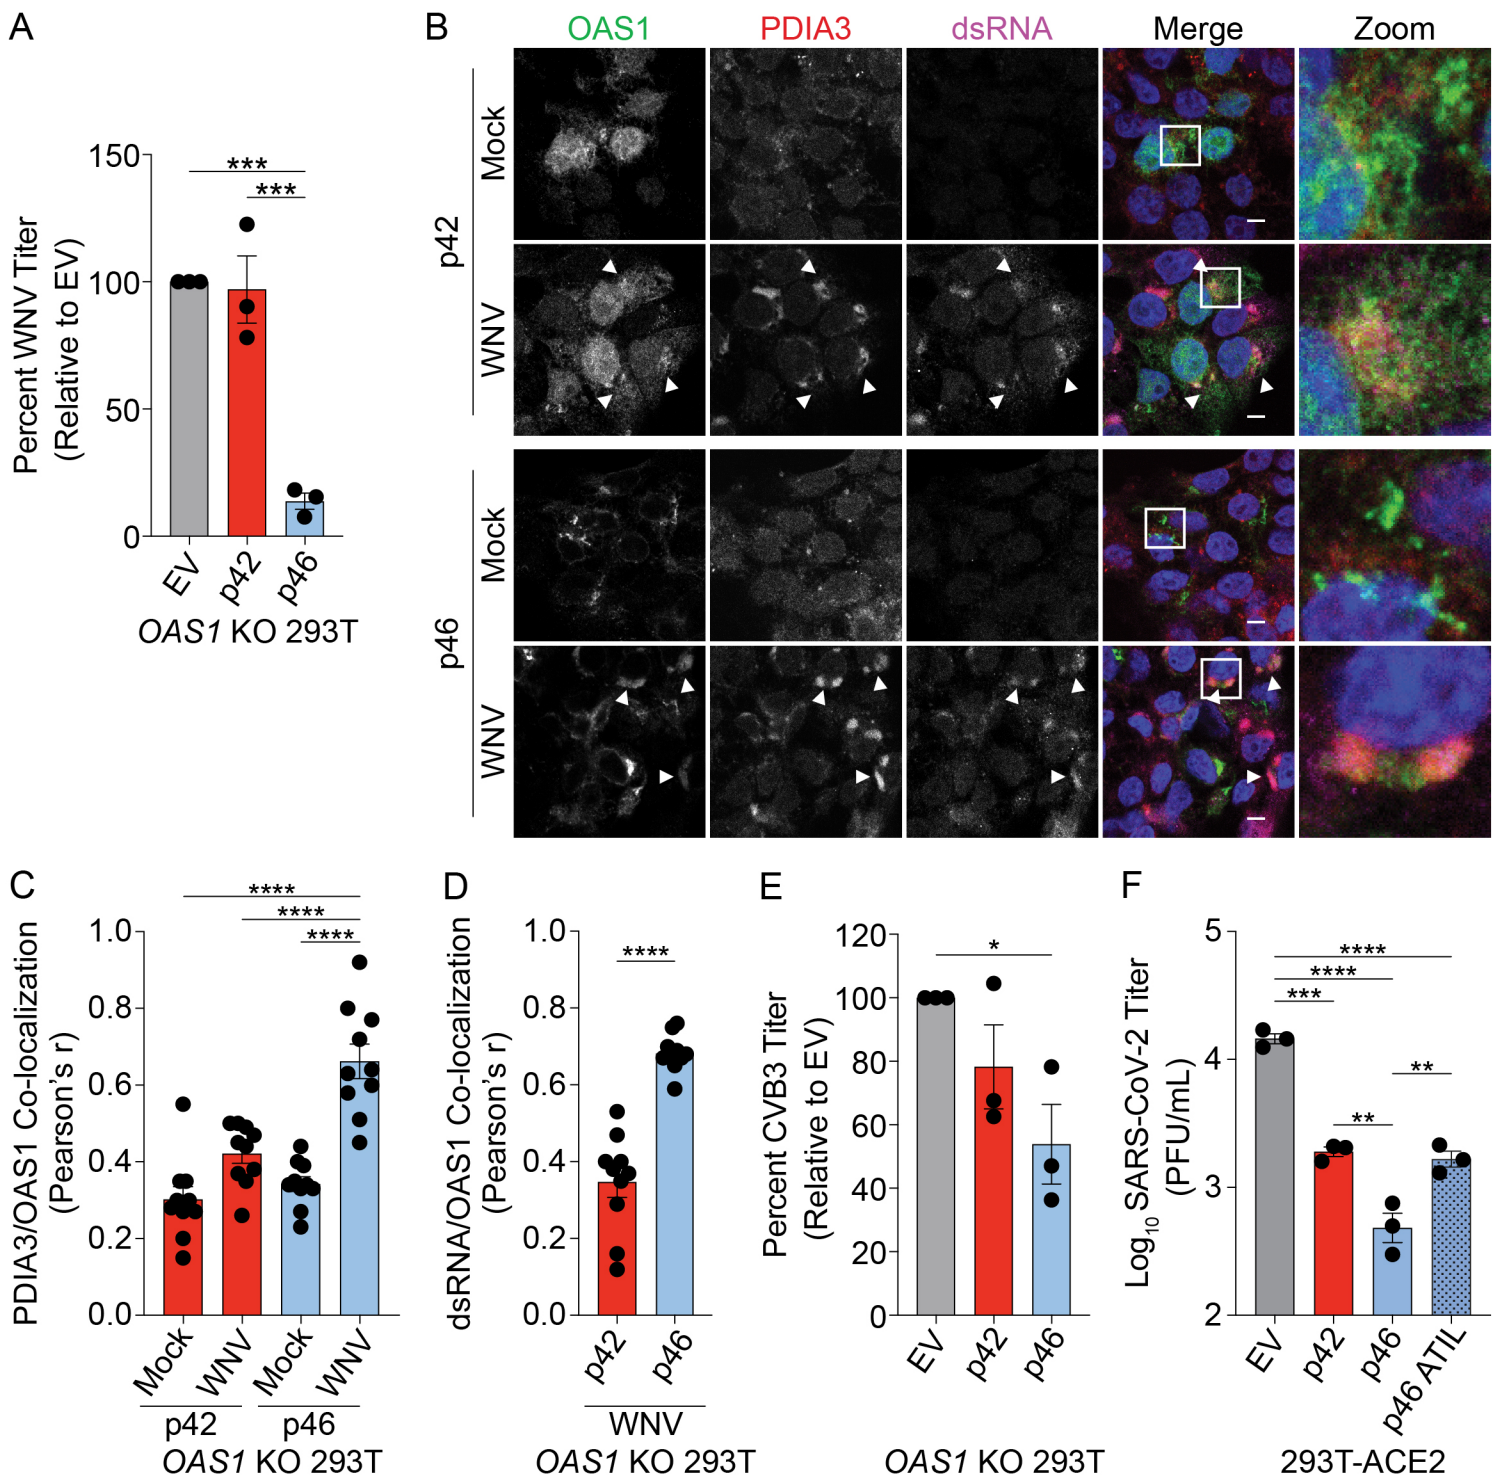 A
150
100
50
0
Percent WNV Titer
(Relative to EV)
***
***
EV
p42
p46
OAS1 KO 293T
B
OAS1
PDIA3
dsRNA
Merge
Zoom
p42
Mock
WNV
p46
Mock
WNV
C
PDIA3/OAS1 Co-localization
(Pearson's r)
1.0
0.8
0.6
0.4
0.2
0.0
****
****
****
Mock
WNV
Mock
WNV
p42
p46
OAS1 KO 293T
D
dsRNA/OAS1 Co-localization
(Pearson's r)
1.0
0.8
0.6
0.4
0.2
0.0
****
p42
p46
WNV
OAS1 KO 293T
E
Percent CVB3 Titer
(Relative to EV)
120
100
80
60
40
20
0
*
EV
p42
p46
OAS1 KO 293T
F
Log10 SARS-CoV-2 Titer
(PFU/mL)
5
4
3
2
****
****
***
**
**
EV
p42
p46
p46 ATIL
293T-ACE2